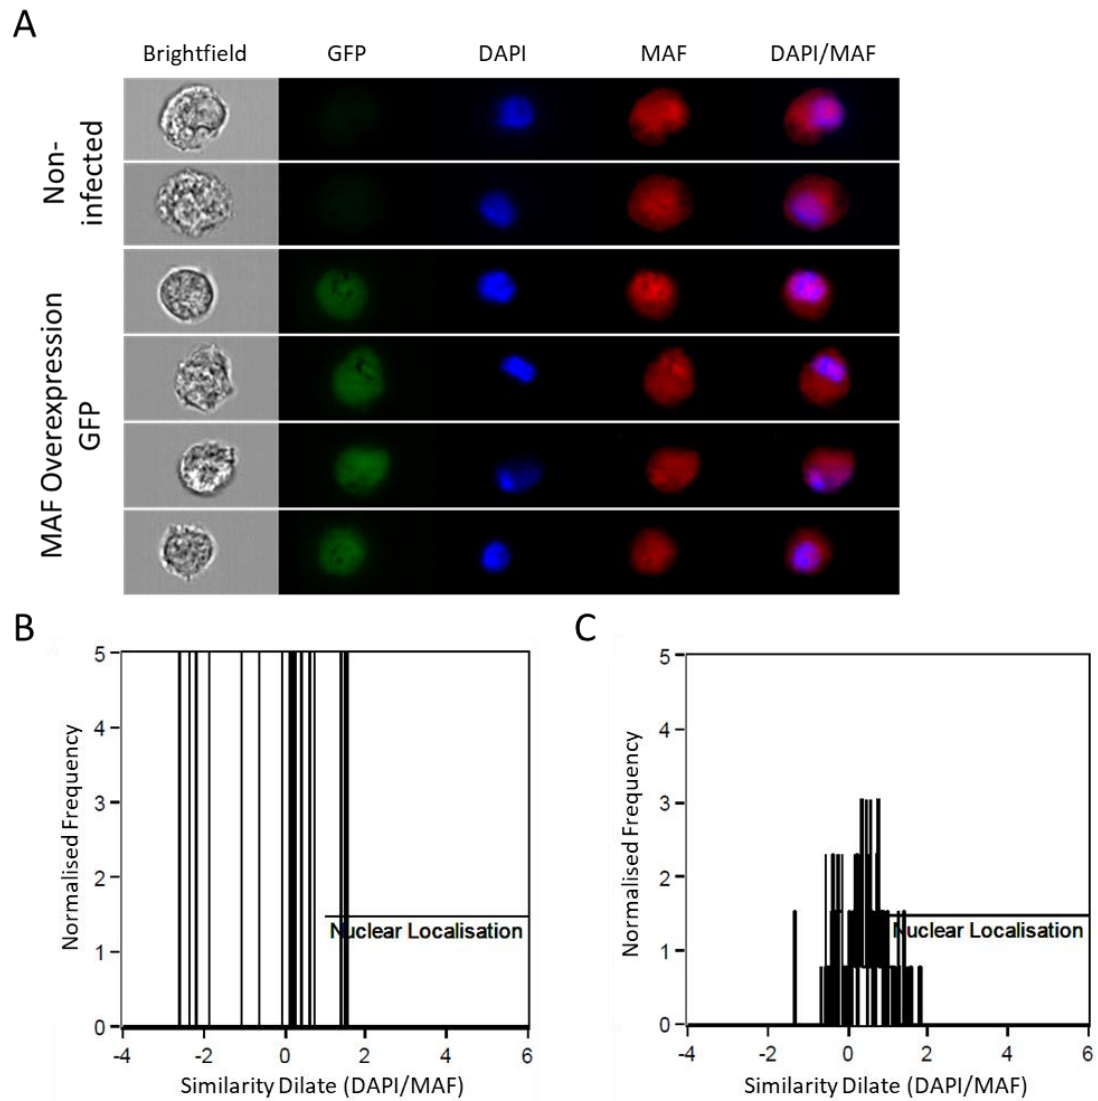 A
Brightfield GFP DAPI MAF DAPI/MAF
Non-
infected
MAF Overexpression
GFP
B
5
4
3
2
1
0
Normalised Frequency
Nuclear Localisation
-4 -2 0 2 4 6
Similarity Dilate (DAPI/MAF)
C
5
4
3
2
1
0
Normalised Frequency
Nuclear Localisation
-4 -2 0 2 4 6
Similarity Dilate (DAPI/MAF)